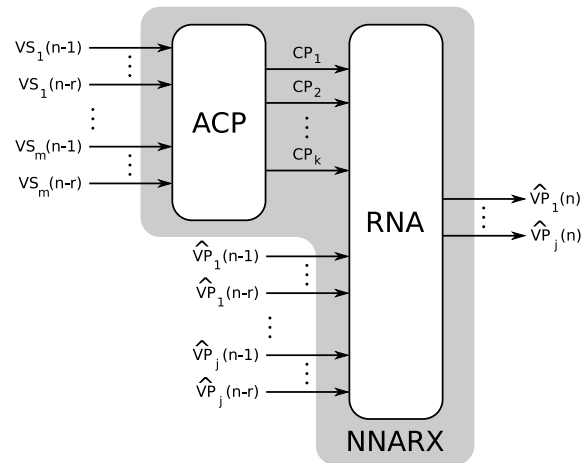 VS₁(n-1)
VS₁(n-r)
VSₘ(n-1)
VSₘ(n-r)
ACP
CP₁
CP₂
CPₖ
RNA
V̂P₁(n-1)
V̂P₁(n-r)
V̂Pⱼ(n-1)
V̂Pⱼ(n-r)
V̂P₁(n)
V̂Pⱼ(n)
NNARX